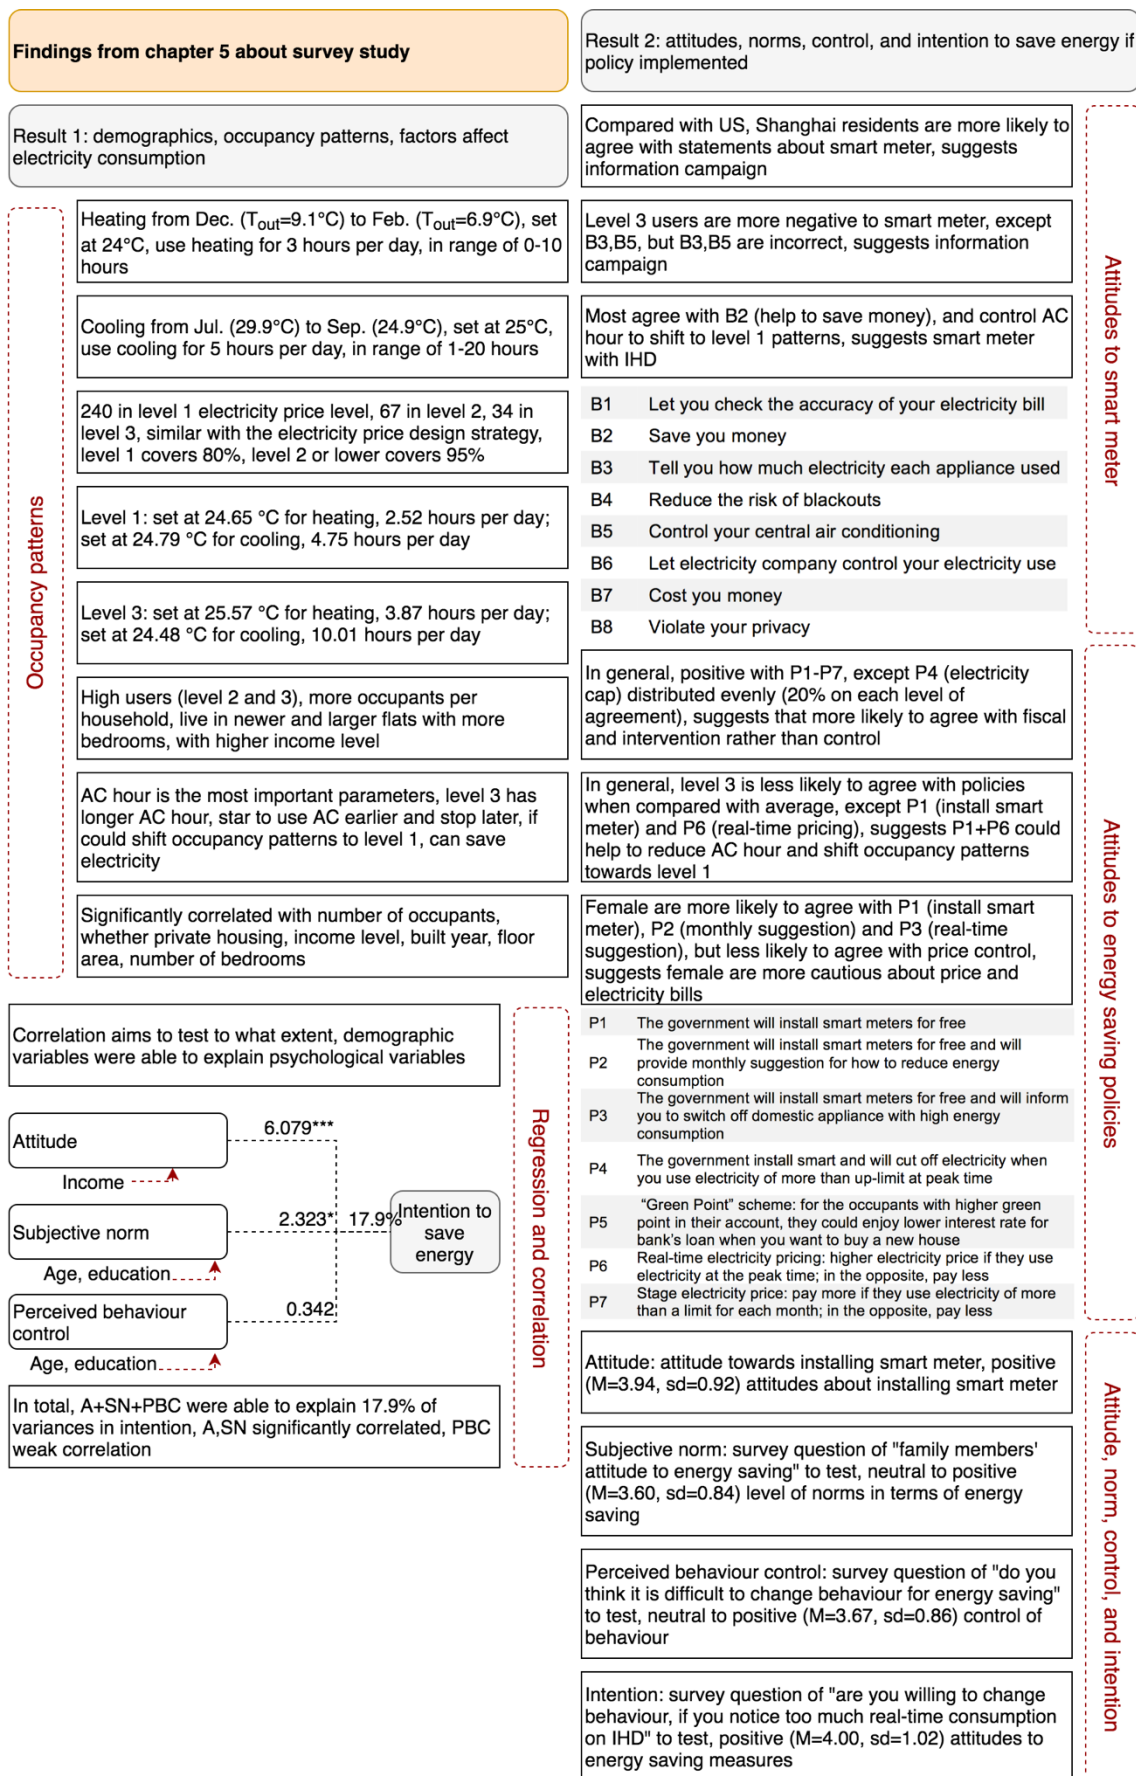 Findings from chapter 5 about survey study
Result 1: demographics, occupancy patterns, factors affect
electricity consumption
Occupancy patterns
Heating from Dec. (Tout=9.1°C) to Feb. (Tout=6.9°C), set
at 24°C, use heating for 3 hours per day, in range of 0-10
hours
Cooling from Jul. (29.9°C) to Sep. (24.9°C), set at 25°C,
use cooling for 5 hours per day, in range of 1-20 hours
240 in level 1 electricity price level, 67 in level 2, 34 in
level 3, similar with the electricity price design strategy,
level 1 covers 80%, level 2 or lower covers 95%
Level 1: set at 24.65 °C for heating, 2.52 hours per day;
set at 24.79 °C for cooling, 4.75 hours per day
Level 3: set at 25.57 °C for heating, 3.87 hours per day;
set at 24.48 °C for cooling, 10.01 hours per day
High users (level 2 and 3), more occupants per
household, live in newer and larger flats with more
bedrooms, with higher income level
AC hour is the most important parameters, level 3 has
longer AC hour, star to use AC earlier and stop later, if
could shift occupancy patterns to level 1, can save
electricity
Significantly correlated with number of occupants,
whether private housing, income level, built year, floor
area, number of bedrooms
Correlation aims to test to what extent, demographic
variables were able to explain psychological variables
Regression and correlation
Attitude
6.079***
Income
Subjective norm
2.323*
17.9%
Intention to
save
energy
Age, education
Perceived behaviour
control
0.342
Age, education
In total, A+SN+PBC were able to explain 17.9% of
variances in intention, A,SN significantly correlated, PBC
weak correlation
Result 2: attitudes, norms, control, and intention to save energy if
policy implemented
Compared with US, Shanghai residents are more likely to
agree with statements about smart meter, suggests
information campaign
Level 3 users are more negative to smart meter, except
B3,B5, but B3,B5 are incorrect, suggests information
campaign
Most agree with B2 (help to save money), and control AC
hour to shift to level 1 patterns, suggests smart meter
with IHD
B1 Let you check the accuracy of your electricity bill
B2 Save you money
B3 Tell you how much electricity each appliance used
B4 Reduce the risk of blackouts
B5 Control your central air conditioning
B6 Let electricity company control your electricity use
B7 Cost you money
B8 Violate your privacy
Attitudes to smart meter
In general, positive with P1-P7, except P4 (electricity
cap) distributed evenly (20% on each level of
agreement), suggests that more likely to agree with fiscal
and intervention rather than control
In general, level 3 is less likely to agree with policies
when compared with average, except P1 (install smart
meter) and P6 (real-time pricing), suggests P1+P6 could
help to reduce AC hour and shift occupancy patterns
towards level 1
Female are more likely to agree with P1 (install smart
meter), P2 (monthly suggestion) and P3 (real-time
suggestion), but less likely to agree with price control,
suggests female are more cautious about price and
electricity bills
P1 The government will install smart meters for free
P2 The government will install smart meters for free and will
provide monthly suggestion for how to reduce energy
consumption
P3 The government will install smart meters for free and will inform
you to switch off domestic appliance with high energy
consumption
P4 The government install smart and will cut off electricity when
you use electricity of more than up-limit at peak time
P5 “Green Point” scheme: for the occupants with higher green
point in their account, they could enjoy lower interest rate for
bank's loan when you want to buy a new house
P6 Real-time electricity pricing: higher electricity price if they use
electricity at the peak time; in the opposite, pay less
P7 Stage electricity price: pay more if they use electricity of more
than a limit for each month; in the opposite, pay less
Attitudes to energy saving policies
Attitude: attitude towards installing smart meter, positive
(M=3.94, sd=0.92) attitudes about installing smart meter
Subjective norm: survey question of "family members'
attitude to energy saving" to test, neutral to positive
(M=3.60, sd=0.84) level of norms in terms of energy
saving
Perceived behaviour control: survey question of "do you
think it is difficult to change behaviour for energy saving"
to test, neutral to positive (M=3.67, sd=0.86) control of
behaviour
Intention: survey question of "are you willing to change
behaviour, if you notice too much real-time consumption
on IHD" to test, positive (M=4.00, sd=1.02) attitudes to
energy saving measures
Attitude, norm, control, and intention